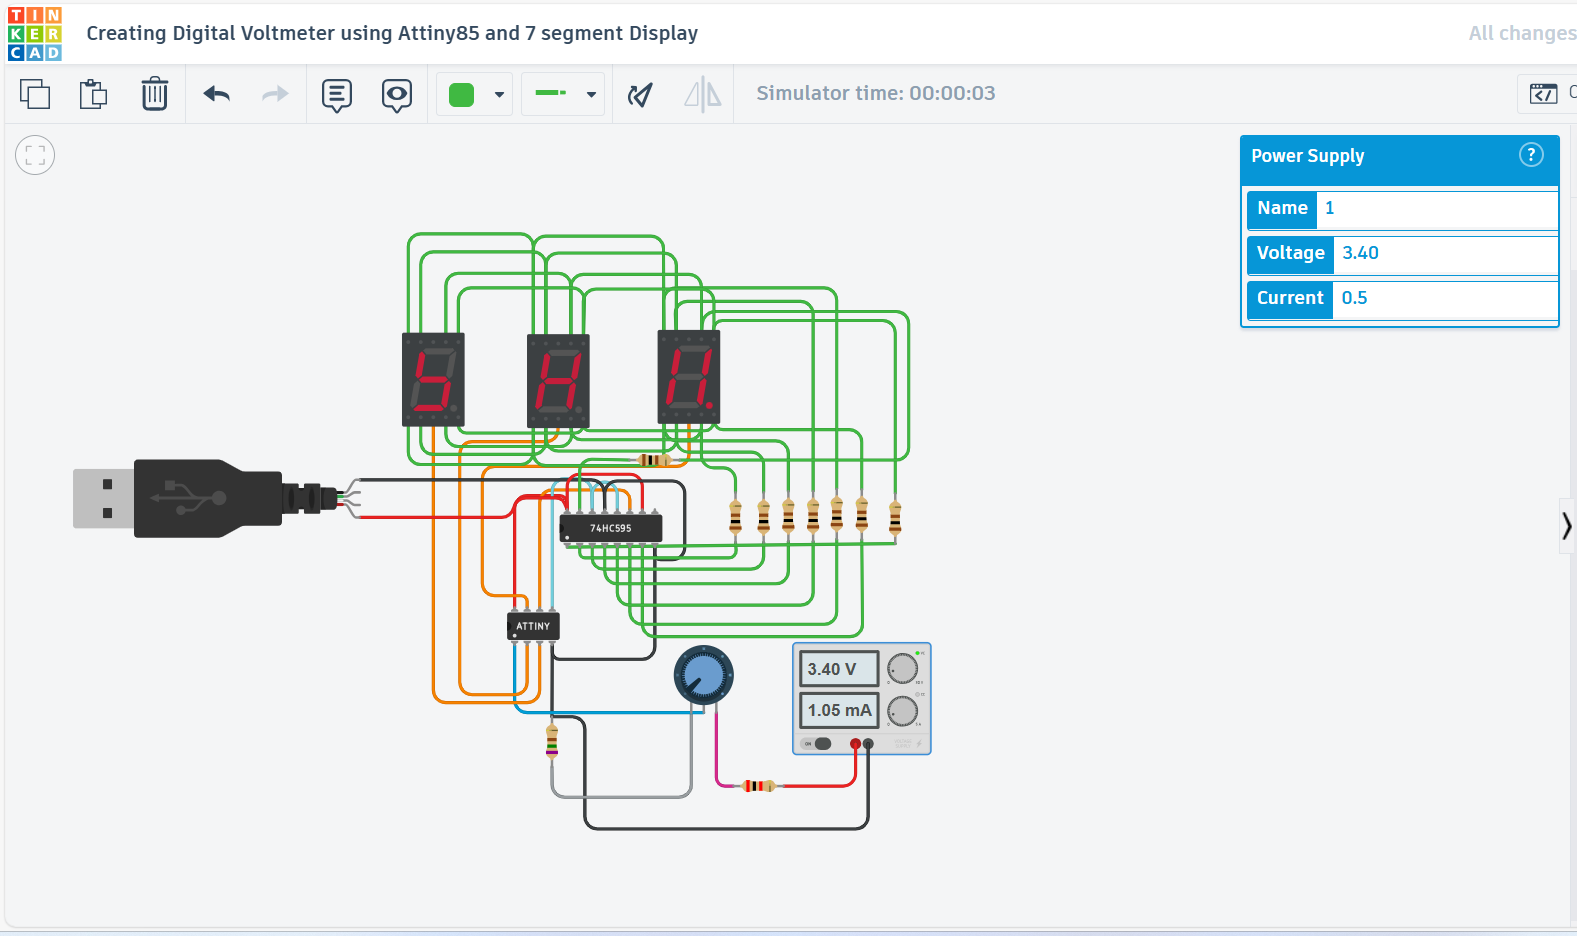 TIN
KER
CAD
Creating Digital Voltmeter using Attiny85 and 7 segment Display
All changes
Simulator time: 00:00:03
Power Supply
?
Name 1
Voltage 3.40
Current 0.5
74HC595
ATTINY
3.40 V
1.05 mA
ON